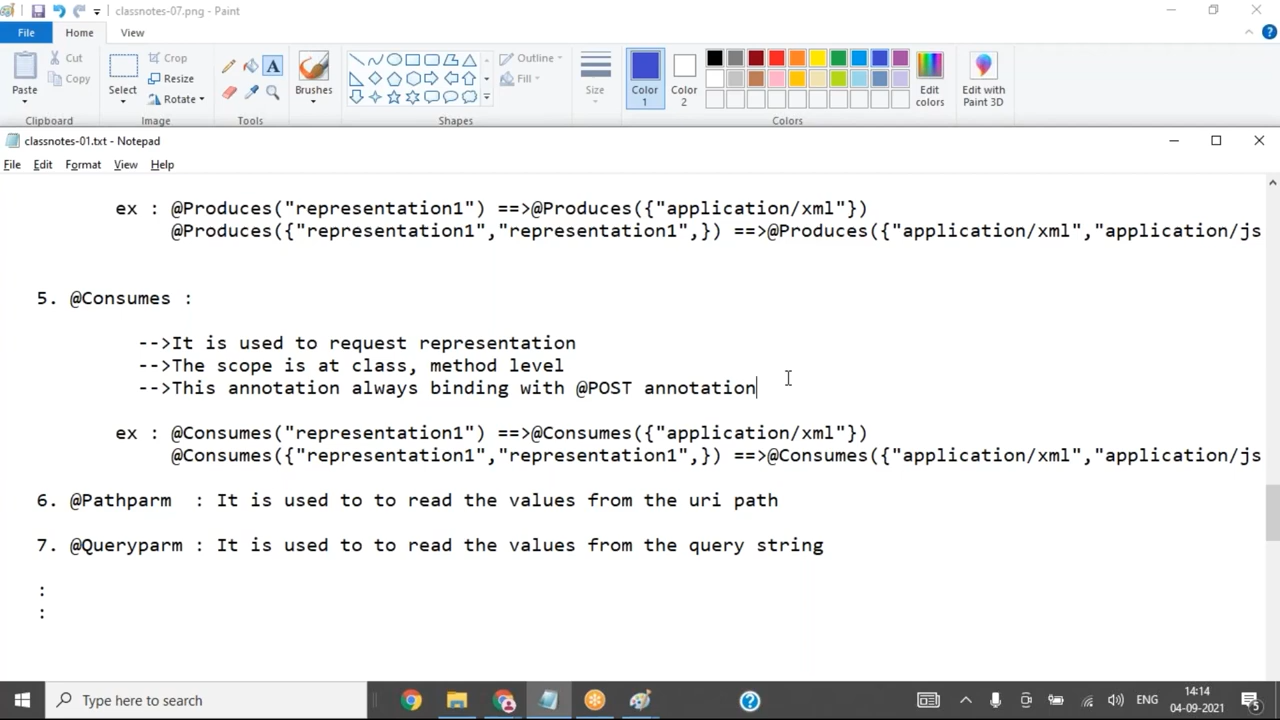 classnotes-07.png - Paint
File Home View
Paste Cut Copy Clipboard
Select Crop Resize Rotate Image
Tools
Brushes
Shapes
Outline Fill
Size
Color 1
Color 2
Edit colors
Colors
Edit with Paint 3D
classnotes-01.txt - Notepad
File Edit Format View Help
ex : @Produces("representation1") ==>@Produces({"application/xml"})
@Produces({"representation1","representation1",}) ==>@Produces({"application/xml","application/js
5. @Consumes :
-->It is used to request representation
-->The scope is at class, method level
-->This annotation always binding with @POST annotation
ex : @Consumes("representation1") ==>@Consumes({"application/xml"})
@Consumes({"representation1","representation1",}) ==>@Consumes({"application/xml","application/js
6. @Pathparm : It is used to to read the values from the uri path
7. @Queryparm : It is used to to read the values from the query string
:
:
Type here to search
ENG
14:14
04-09-2021
5